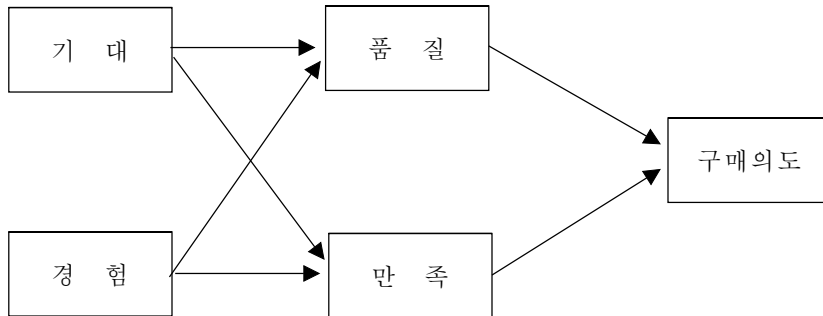 기 대
품 질
구매의도
경 험
만 족